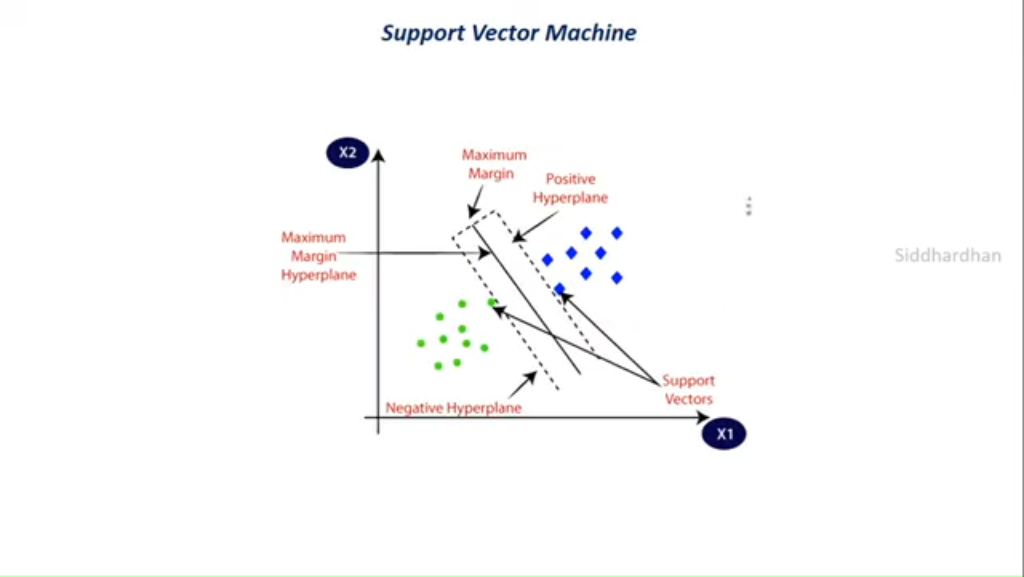 Support Vector Machine
X2
Maximum
Margin
Positive
Hyperplane
Maximum
Margin
Hyperplane
Siddhardhan
Support
Vectors
Negative Hyperplane
X1